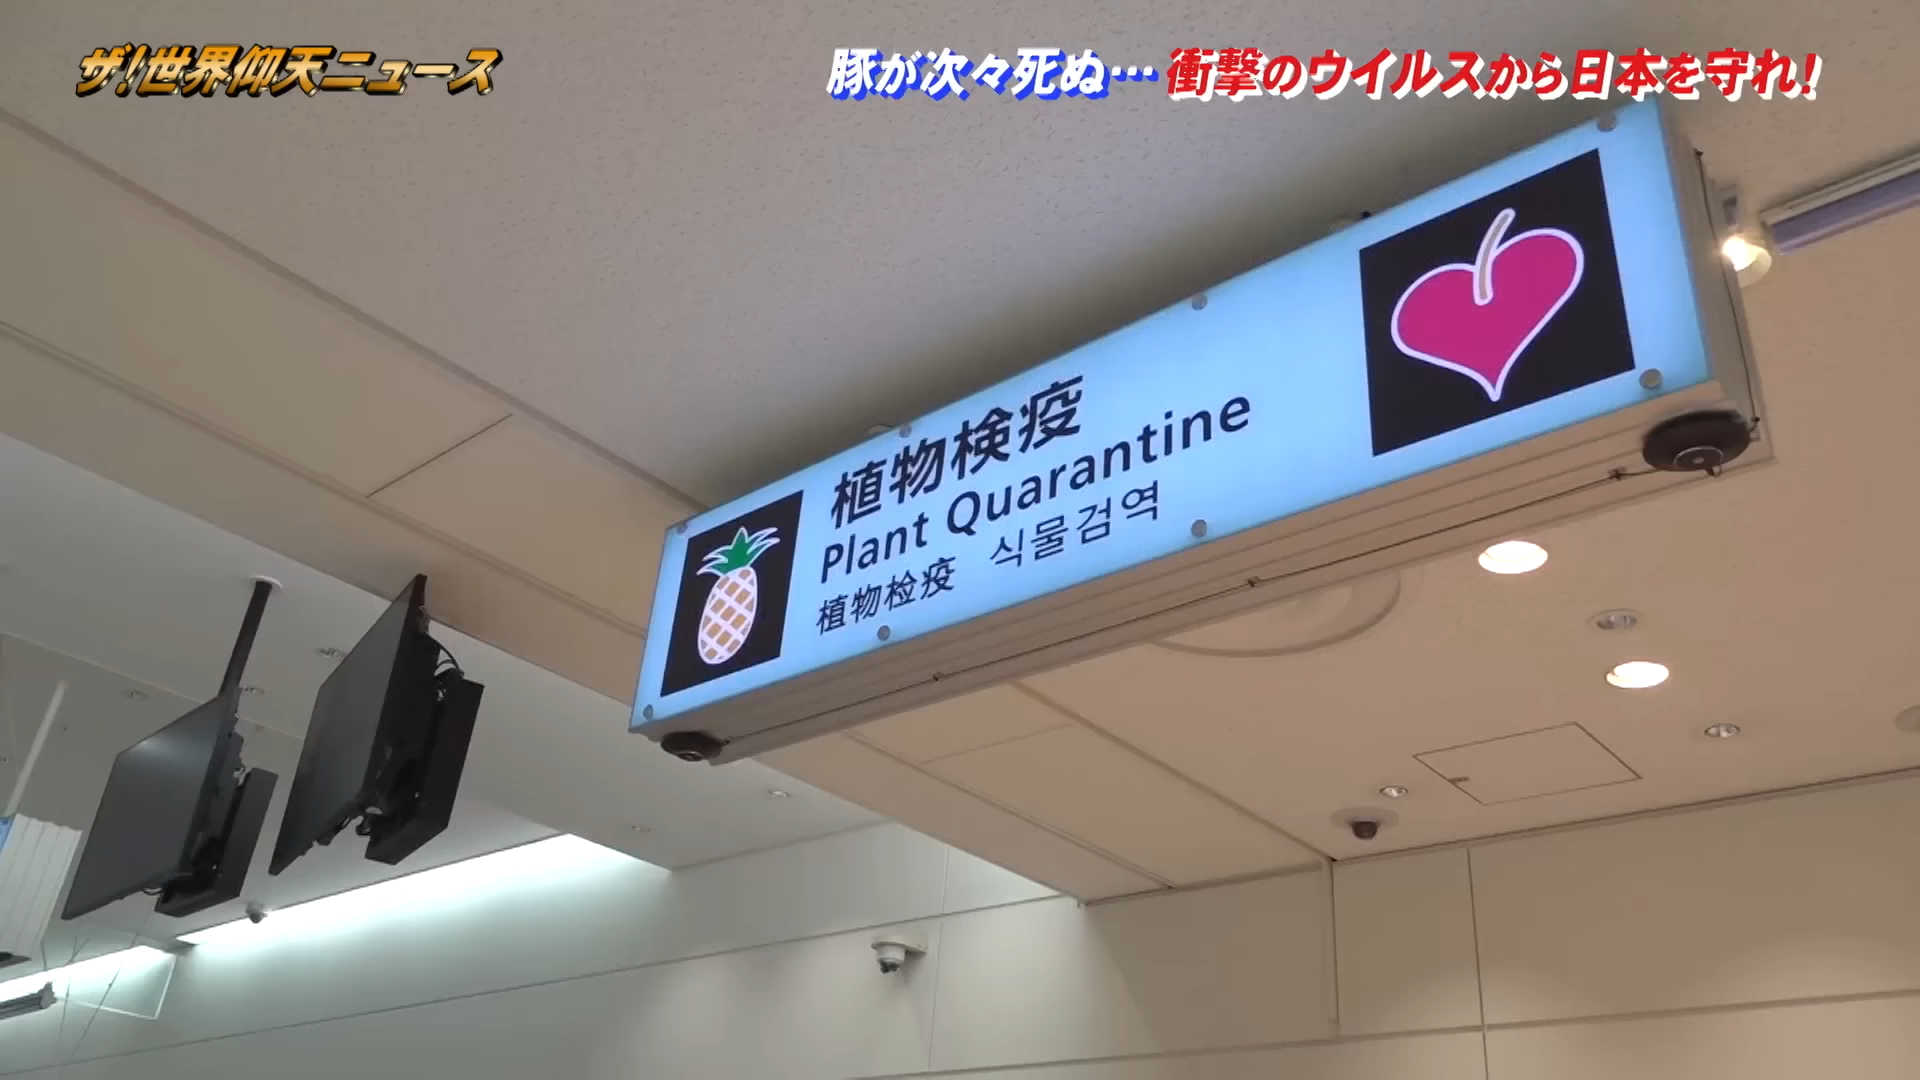 ザ!世界仰天ニュース
豚が次々死ぬ…衝撃のウイルスから日本を守れ!
植物検疫
Plant Quarantine
植物检疫 식물검역